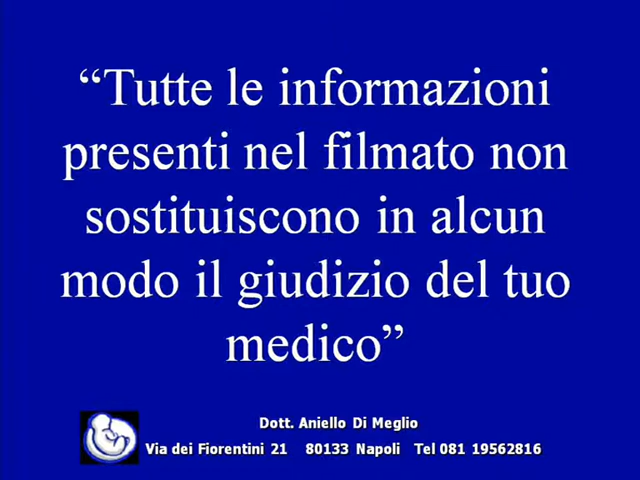 “Tutte le informazioni
presenti nel filmato non
sostituiscono in alcun
modo il giudizio del tuo
medico”
Dott. Aniello Di Meglio
Via dei Fiorentini 21 80133 Napoli Tel 081 19562816